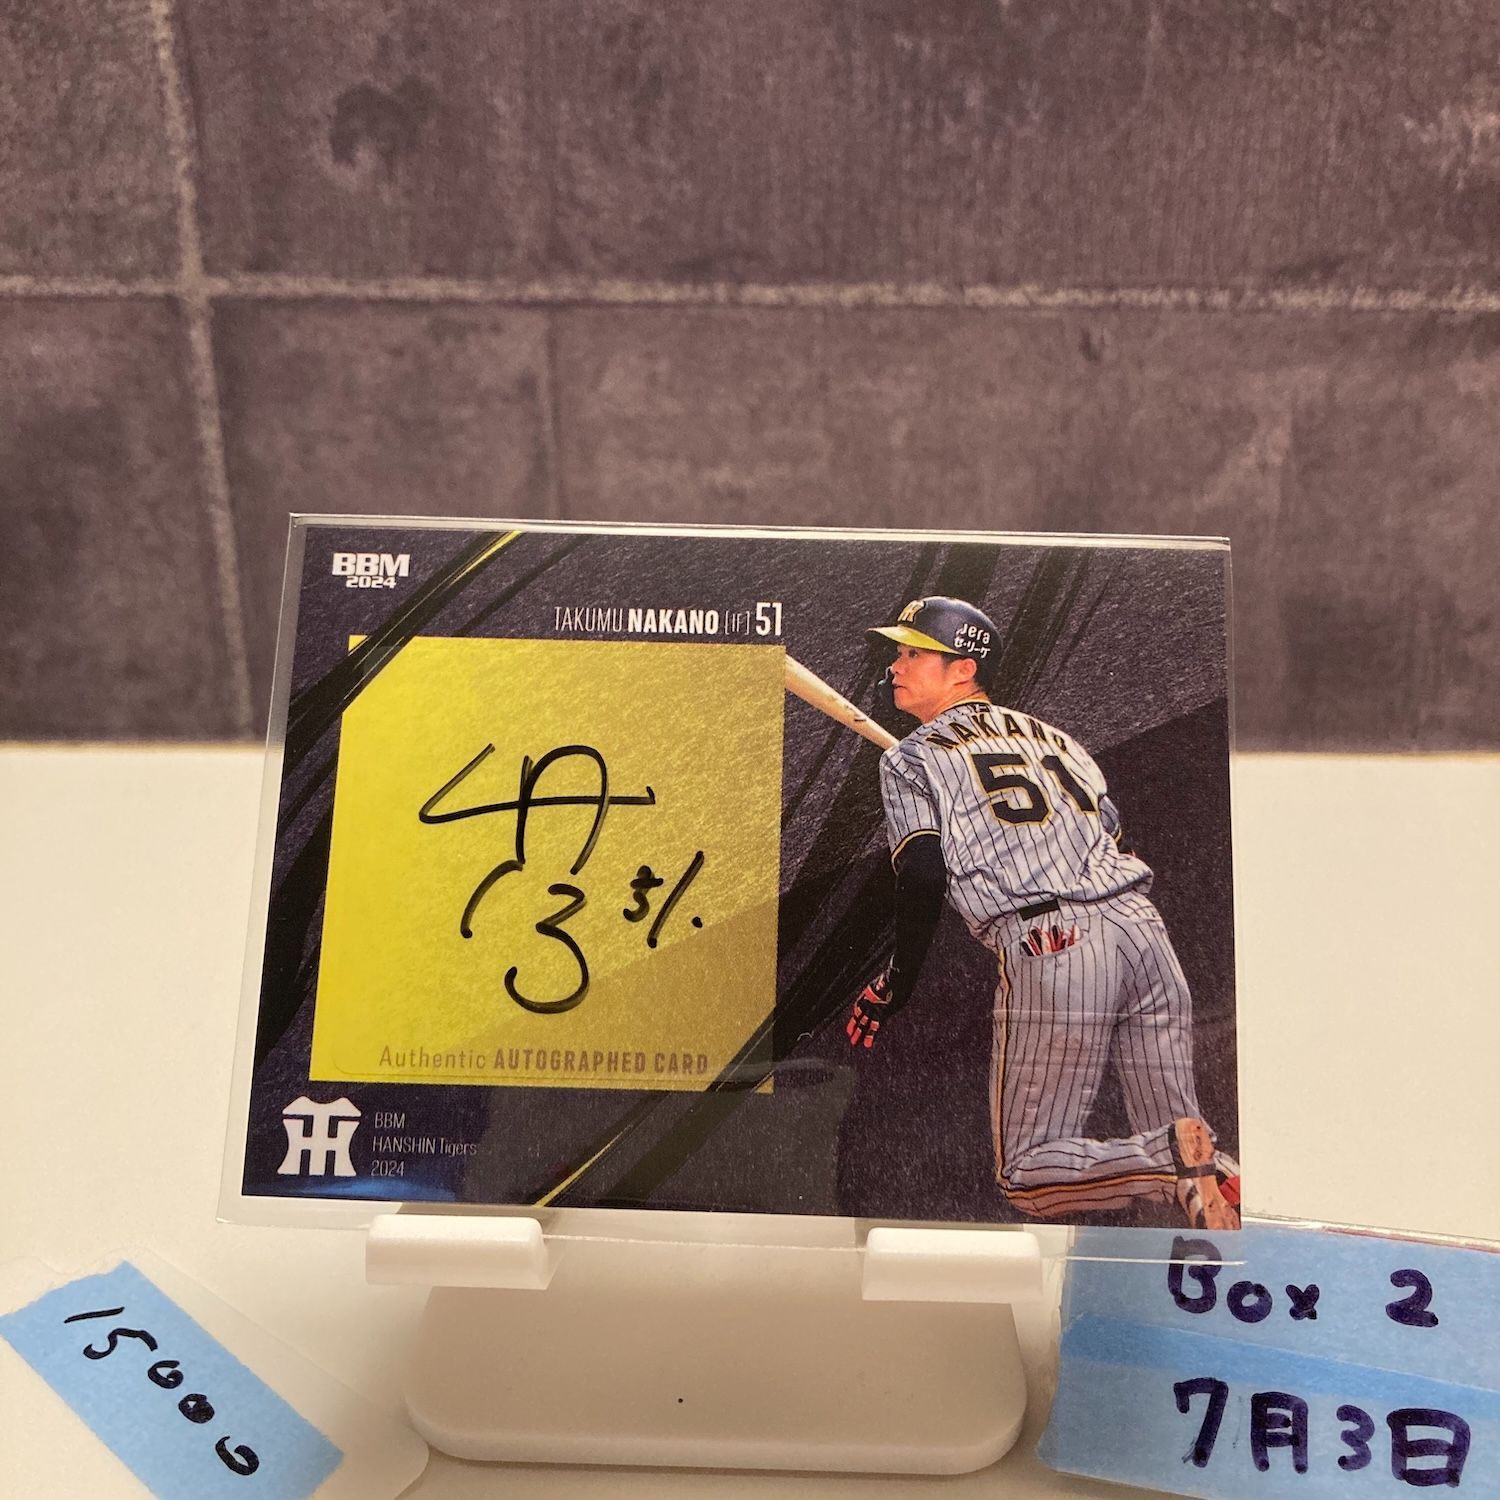 BBM
2024
TAKUMU NAKANO [IF] 51
Jera
セ・リーグ
NAKANO
51
51.
Authentic AUTOGRAPHED CARD
BBM
HANSHIN Tigers
2024
15000
Box 2
7月3日